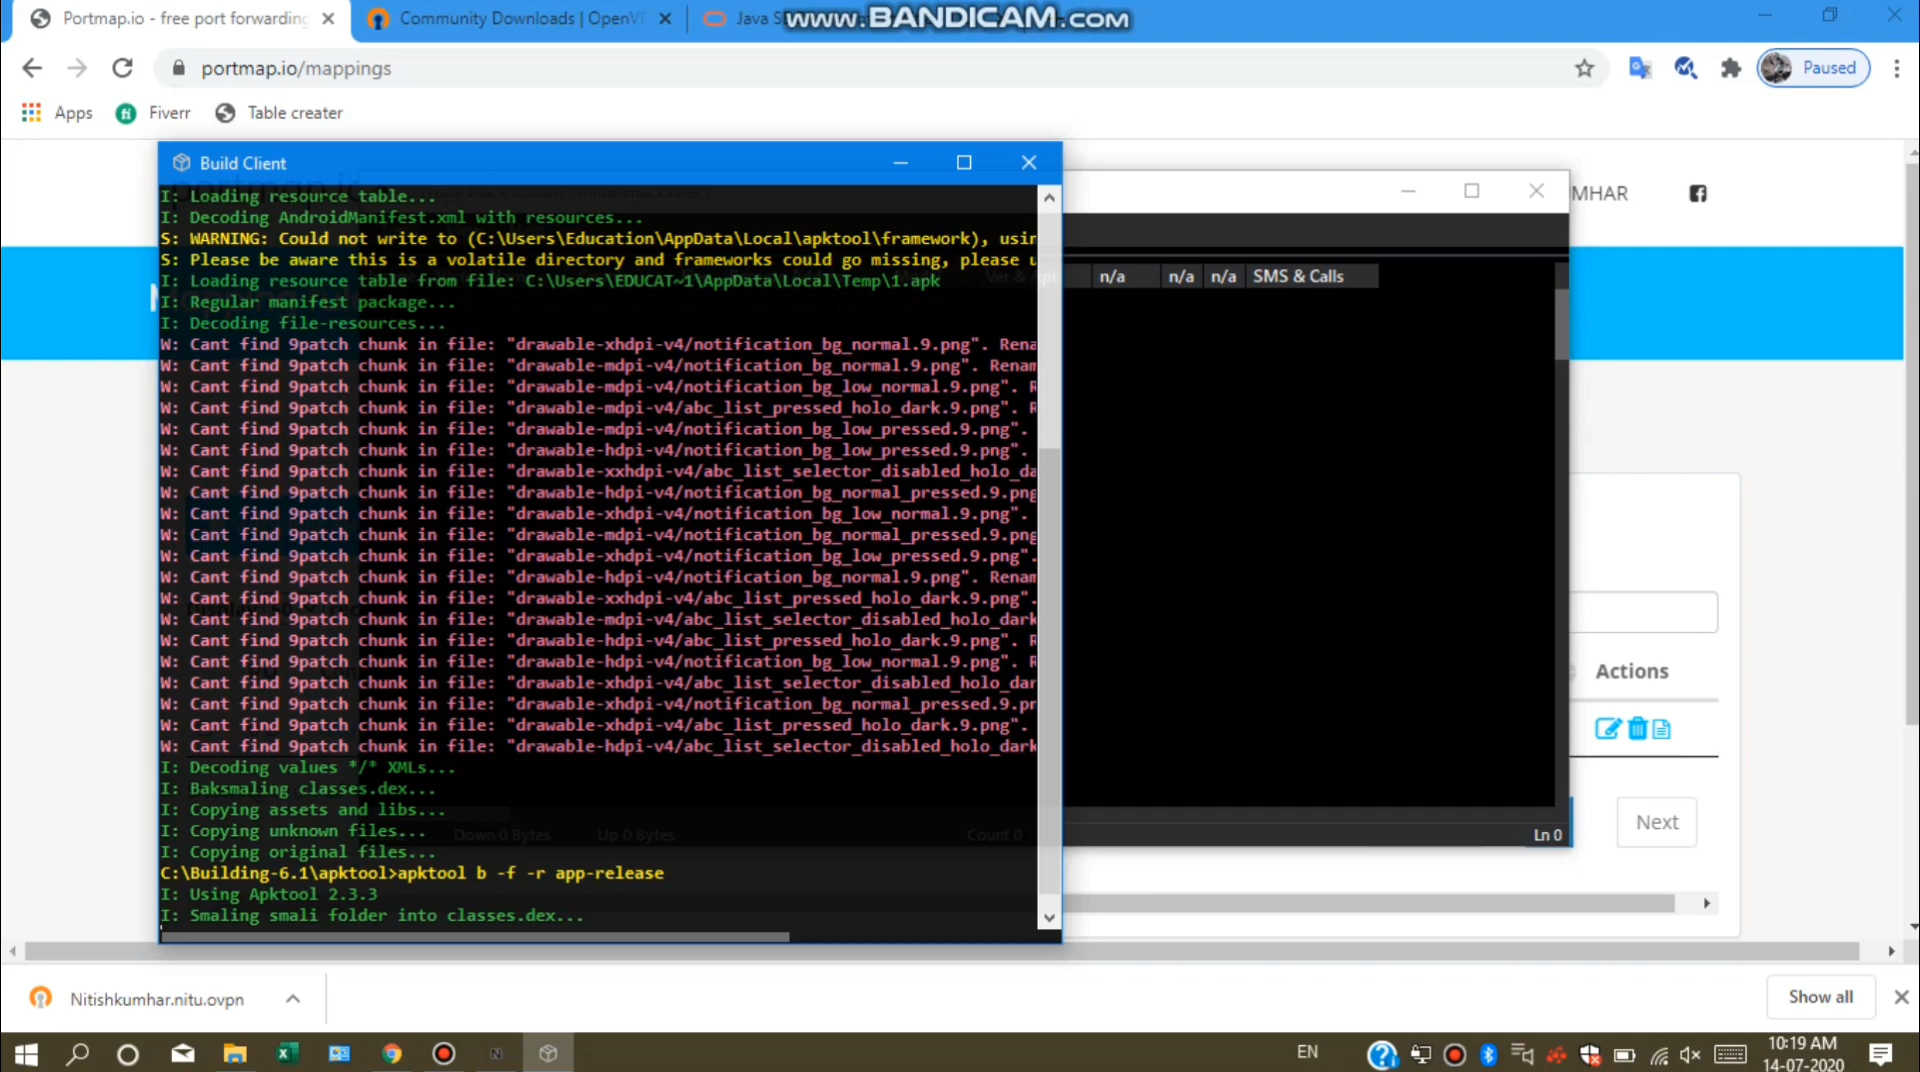 Portmap.io - free port forwarding
Community Downloads | OpenV
Java S
www.BANDICAM.com
portmap.io/mappings
Paused
Apps
Fiverr
Table creater
Build Client
MHAR
I: Loading resource table...
I: Decoding AndroidManifest.xml with resources...
S: WARNING: Could not write to (C:\Users\Education\AppData\Local\apktool\framework), usin
S: Please be aware this is a volatile directory and frameworks could go missing, please u
I: Loading resource table from file: C:\Users\EDUCAT~1\AppData\Local\Temp\1.apk
n/a n/a n/a SMS & Calls
I: Regular manifest package...
I: Decoding file-resources...
W: Cant find 9patch chunk in file: "drawable-xhdpi-v4/notification_bg_normal.9.png". Rena
W: Cant find 9patch chunk in file: "drawable-mdpi-v4/notification_bg_normal.9.png". Renam
W: Cant find 9patch chunk in file: "drawable-mdpi-v4/notification_bg_low_normal.9.png". R
W: Cant find 9patch chunk in file: "drawable-mdpi-v4/abc_list_pressed_holo_dark.9.png". R
W: Cant find 9patch chunk in file: "drawable-mdpi-v4/notification_bg_low_pressed.9.png".
W: Cant find 9patch chunk in file: "drawable-hdpi-v4/notification_bg_low_pressed.9.png".
W: Cant find 9patch chunk in file: "drawable-xxhdpi-v4/abc_list_selector_disabled_holo_da
W: Cant find 9patch chunk in file: "drawable-hdpi-v4/notification_bg_normal_pressed.9.png
W: Cant find 9patch chunk in file: "drawable-xhdpi-v4/notification_bg_low_normal.9.png".
W: Cant find 9patch chunk in file: "drawable-mdpi-v4/notification_bg_normal_pressed.9.png
W: Cant find 9patch chunk in file: "drawable-xhdpi-v4/notification_bg_low_pressed.9.png".
W: Cant find 9patch chunk in file: "drawable-hdpi-v4/notification_bg_normal.9.png". Renam
W: Cant find 9patch chunk in file: "drawable-xxhdpi-v4/abc_list_pressed_holo_dark.9.png".
W: Cant find 9patch chunk in file: "drawable-mdpi-v4/abc_list_selector_disabled_holo_dark
W: Cant find 9patch chunk in file: "drawable-hdpi-v4/abc_list_pressed_holo_dark.9.png". R
W: Cant find 9patch chunk in file: "drawable-hdpi-v4/notification_bg_low_normal.9.png". R
W: Cant find 9patch chunk in file: "drawable-xhdpi-v4/abc_list_selector_disabled_holo_dar
W: Cant find 9patch chunk in file: "drawable-xhdpi-v4/notification_bg_normal_pressed.9.pn
W: Cant find 9patch chunk in file: "drawable-xhdpi-v4/abc_list_pressed_holo_dark.9.png".
W: Cant find 9patch chunk in file: "drawable-hdpi-v4/abc_list_selector_disabled_holo_dark
I: Decoding values */* XMLs...
I: Baksmaling classes.dex...
I: Copying assets and libs...
I: Copying unknown files...
Down 0 Bytes
Up 0 Bytes
Count 0
Ln 0
I: Copying original files...
C:\Building-6.1\apktool>apktool b -f -r app-release
I: Using Apktool 2.3.3
I: Smaling smali folder into classes.dex...
Actions
Next
Nitishkumhar.nitu.ovpn
Show all
EN
10:19 AM
14-07-2020